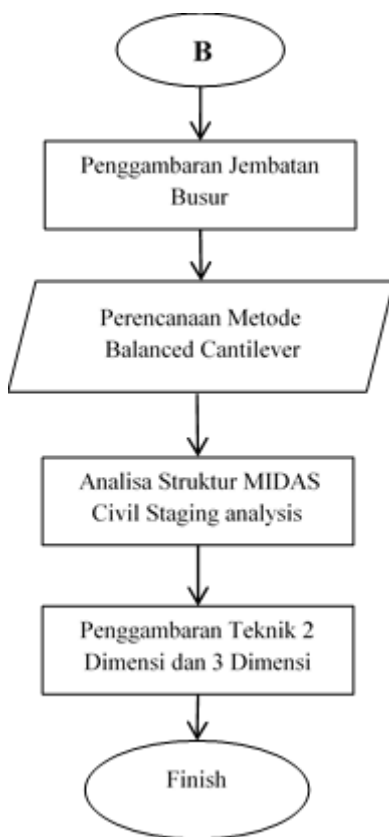 B
Penggambaran Jembatan
Busur
Perencanaan Metode
Balanced Cantilever
Analisa Struktur MIDAS
Civil Staging analysis
Penggambaran Teknik 2
Dimensi dan 3 Dimensi
Finish